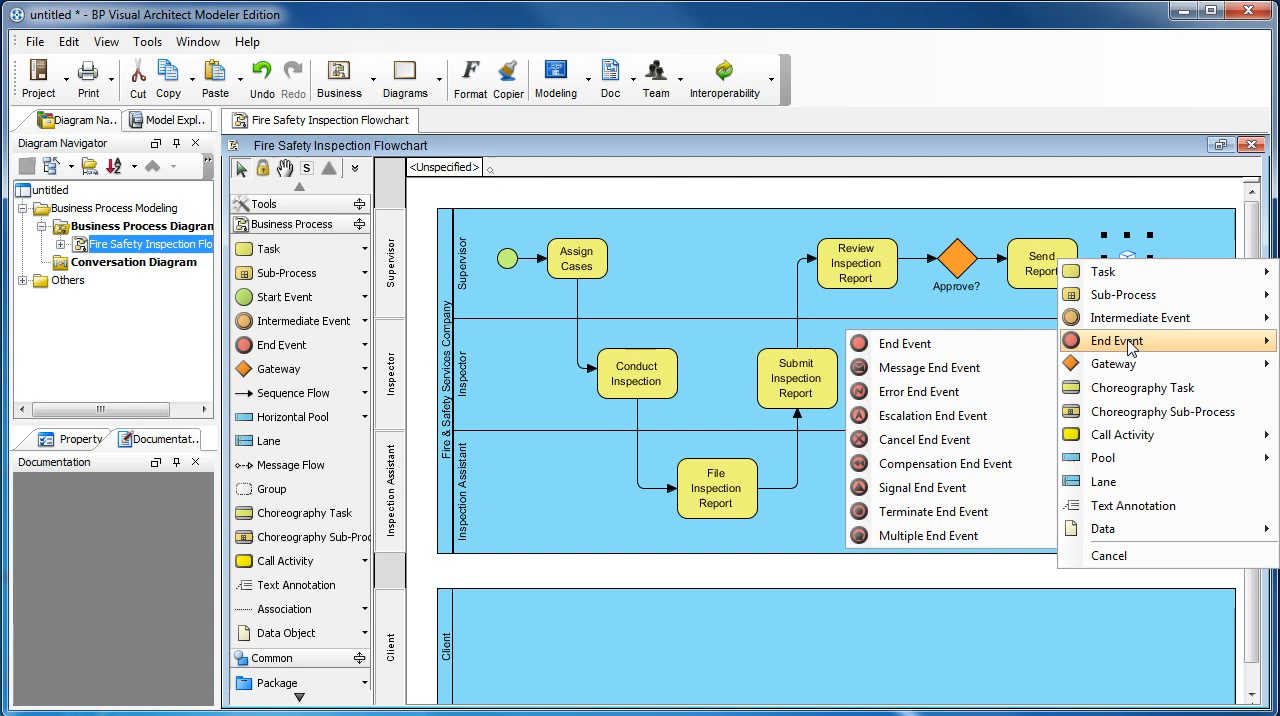 untitled * - BP Visual Architect Modeler Edition
File Edit View Tools Window Help
Project Print Cut Copy Paste Undo Redo Business Diagrams Format Copier Modeling Doc Team Interoperability
Diagram Na.. Model Expl..
Fire Safety Inspection Flowchart
Diagram Navigator
Fire Safety Inspection Flowchart
<Unspecified>
untitled
Business Process Modeling
Business Process Diagran
Fire Safety Inspection Flo
Conversation Diagram
Others
Property Documentat..
Documentation
S
Tools
Business Process
Task
Sub-Process
Start Event
Intermediate Event
End Event
Gateway
Sequence Flow
Horizontal Pool
Lane
Message Flow
Group
Choreography Task
Choreography Sub-Proc
Call Activity
Text Annotation
Association
Data Object
Common
Package
Supervisor
Inspector
Inspection Assistant
Client
Fire & Safety Services Company
Supervisor
Inspector
Inspection Assistant
Assign
Cases
Conduct
Inspection
File
Inspection
Report
Submit
Inspection
Report
Review
Inspection
Report
Approve?
Send
Report
Client
End Event
Message End Event
Error End Event
Escalation End Event
Cancel End Event
Compensation End Event
Signal End Event
Terminate End Event
Multiple End Event
Task
Sub-Process
Intermediate Event
End Event
Gateway
Choreography Task
Choreography Sub-Process
Call Activity
Pool
Lane
Text Annotation
Data
Cancel